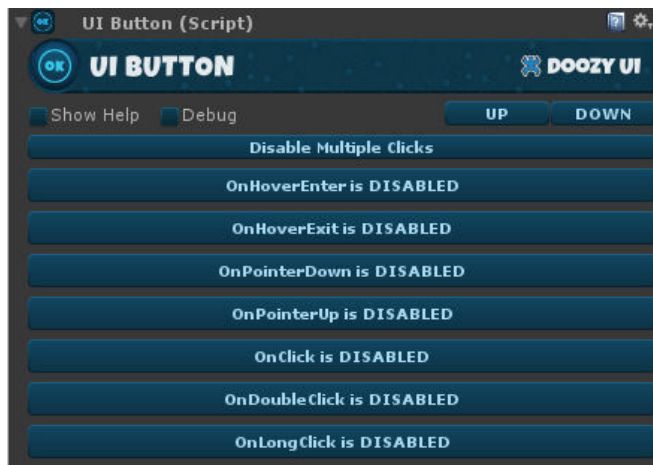 UI Button (Script)
OK UI BUTTON DOOZY UI
Show Help Debug UP DOWN
Disable Multiple Clicks
OnHoverEnter is DISABLED
OnHoverExit is DISABLED
OnPointerDown is DISABLED
OnPointerUp is DISABLED
OnClick is DISABLED
OnDoubleClick is DISABLED
OnLongClick is DISABLED